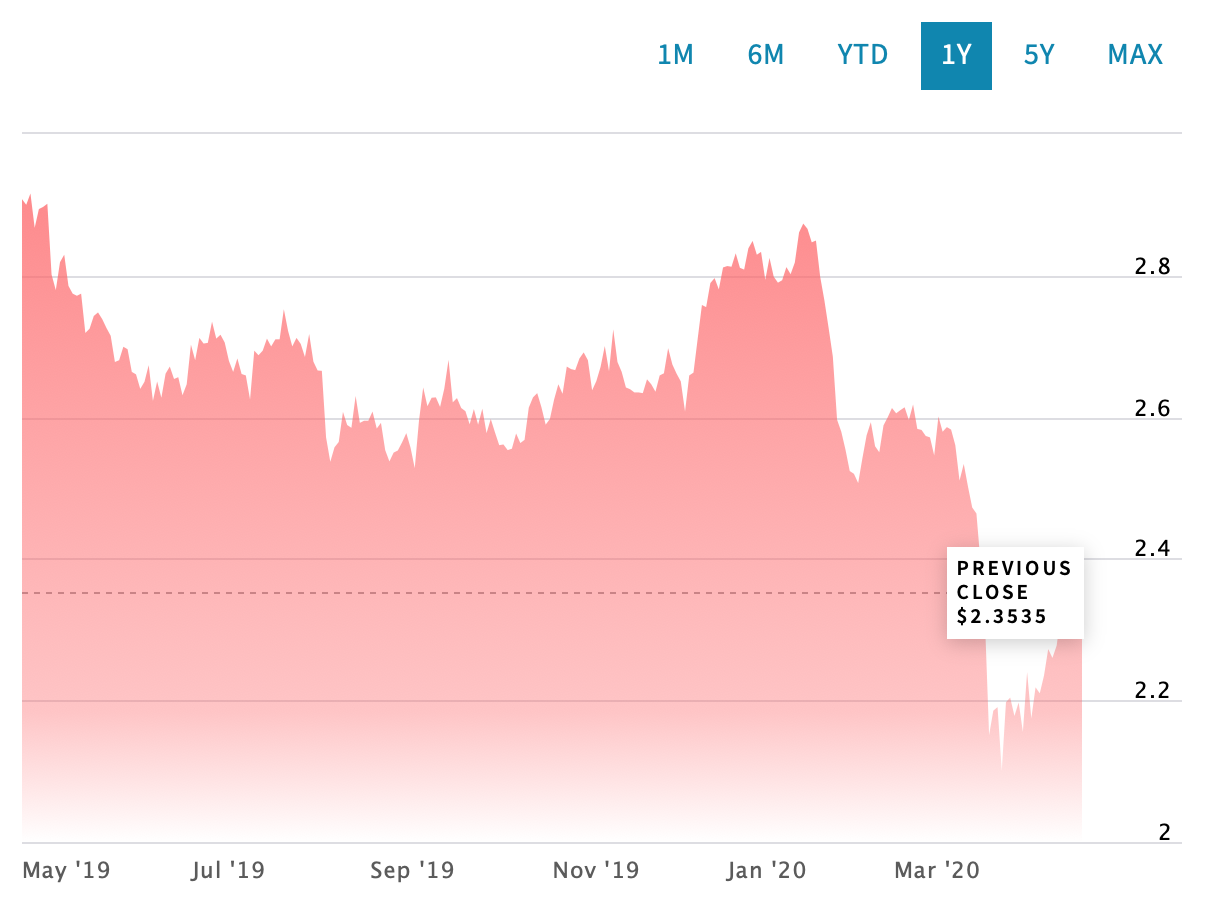 1M 6M YTD 1Y 5Y MAX
2.8
2.6
2.4
PREVIOUS
CLOSE
$2.3535
2.2
2
May '19 Jul '19 Sep '19 Nov '19 Jan '20 Mar '20